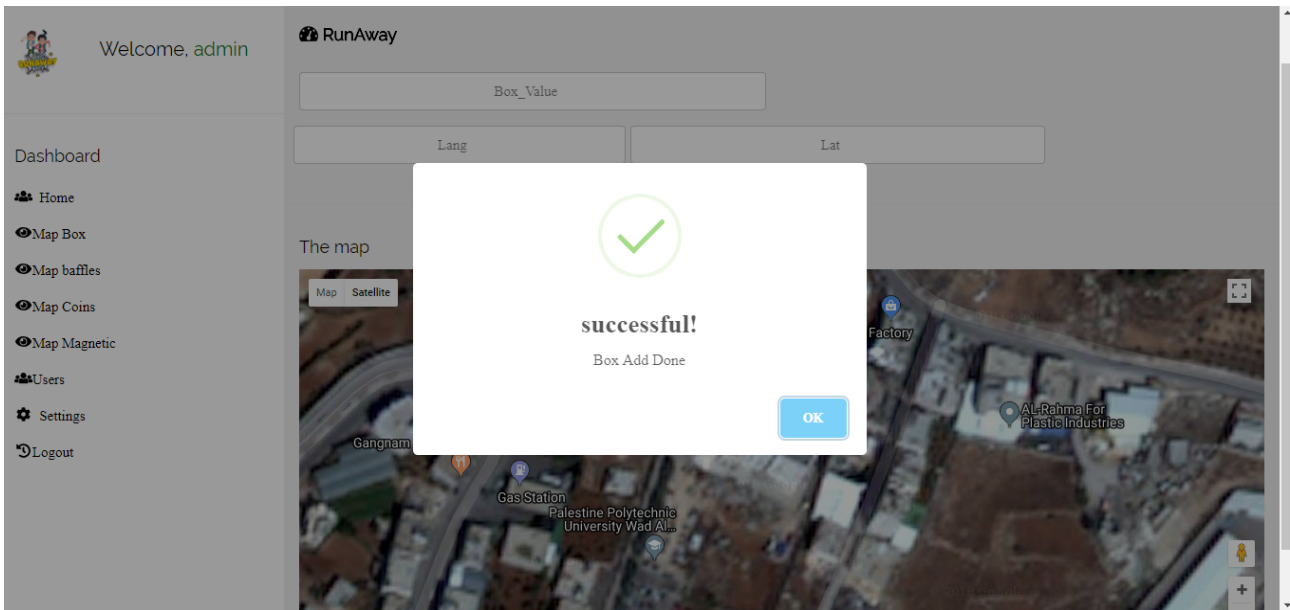 Welcome, admin
RunAway
Box_Value
Lang
Lat
Dashboard
Home
Map Box
Map baffles
Map Coins
Map Magnetic
Users
Settings
Logout
The map
Map
Satellite
successful!
Box Add Done
OK
Factory
AL-Rahma For
Plastic Industries
Gangnam
Gas Station
Palestine Polytechnic
University Wad Al...